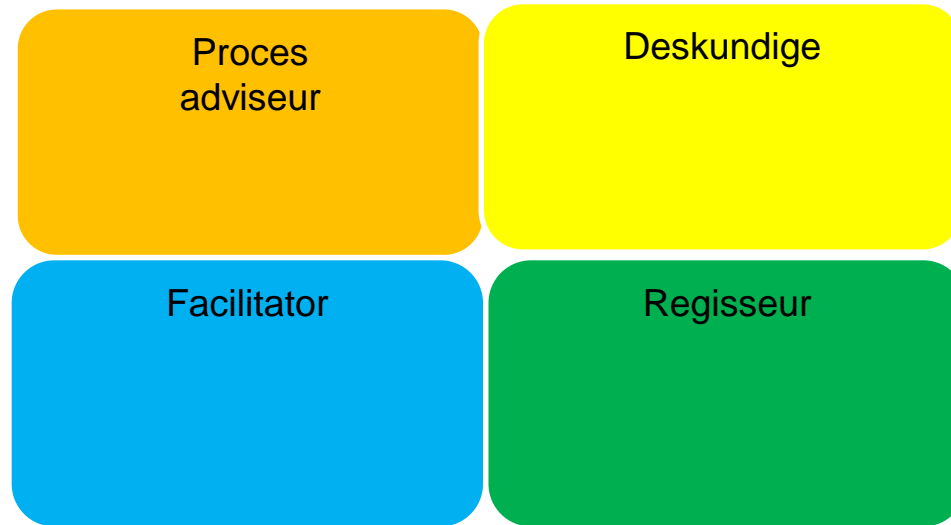 Proces
adviseur
Deskundige
Facilitator
Regisseur